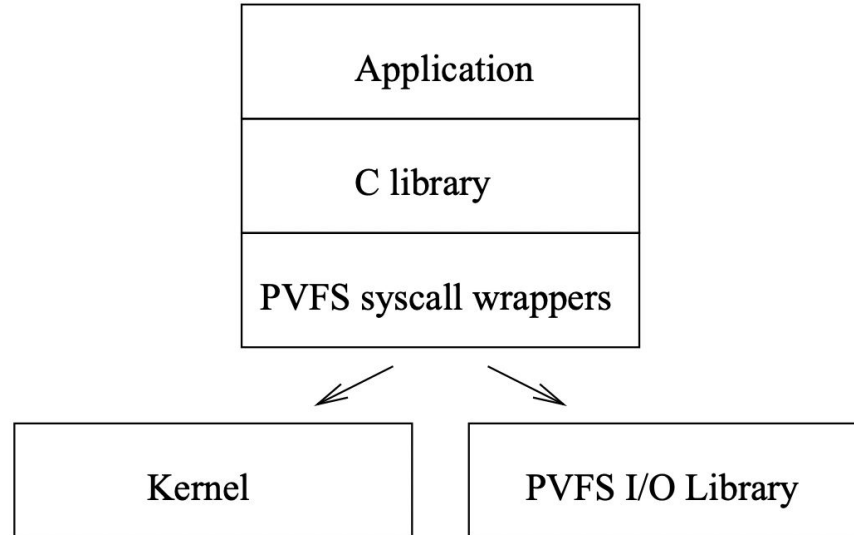 Application
C library
PVFS syscall wrappers
Kernel
PVFS I/O Library